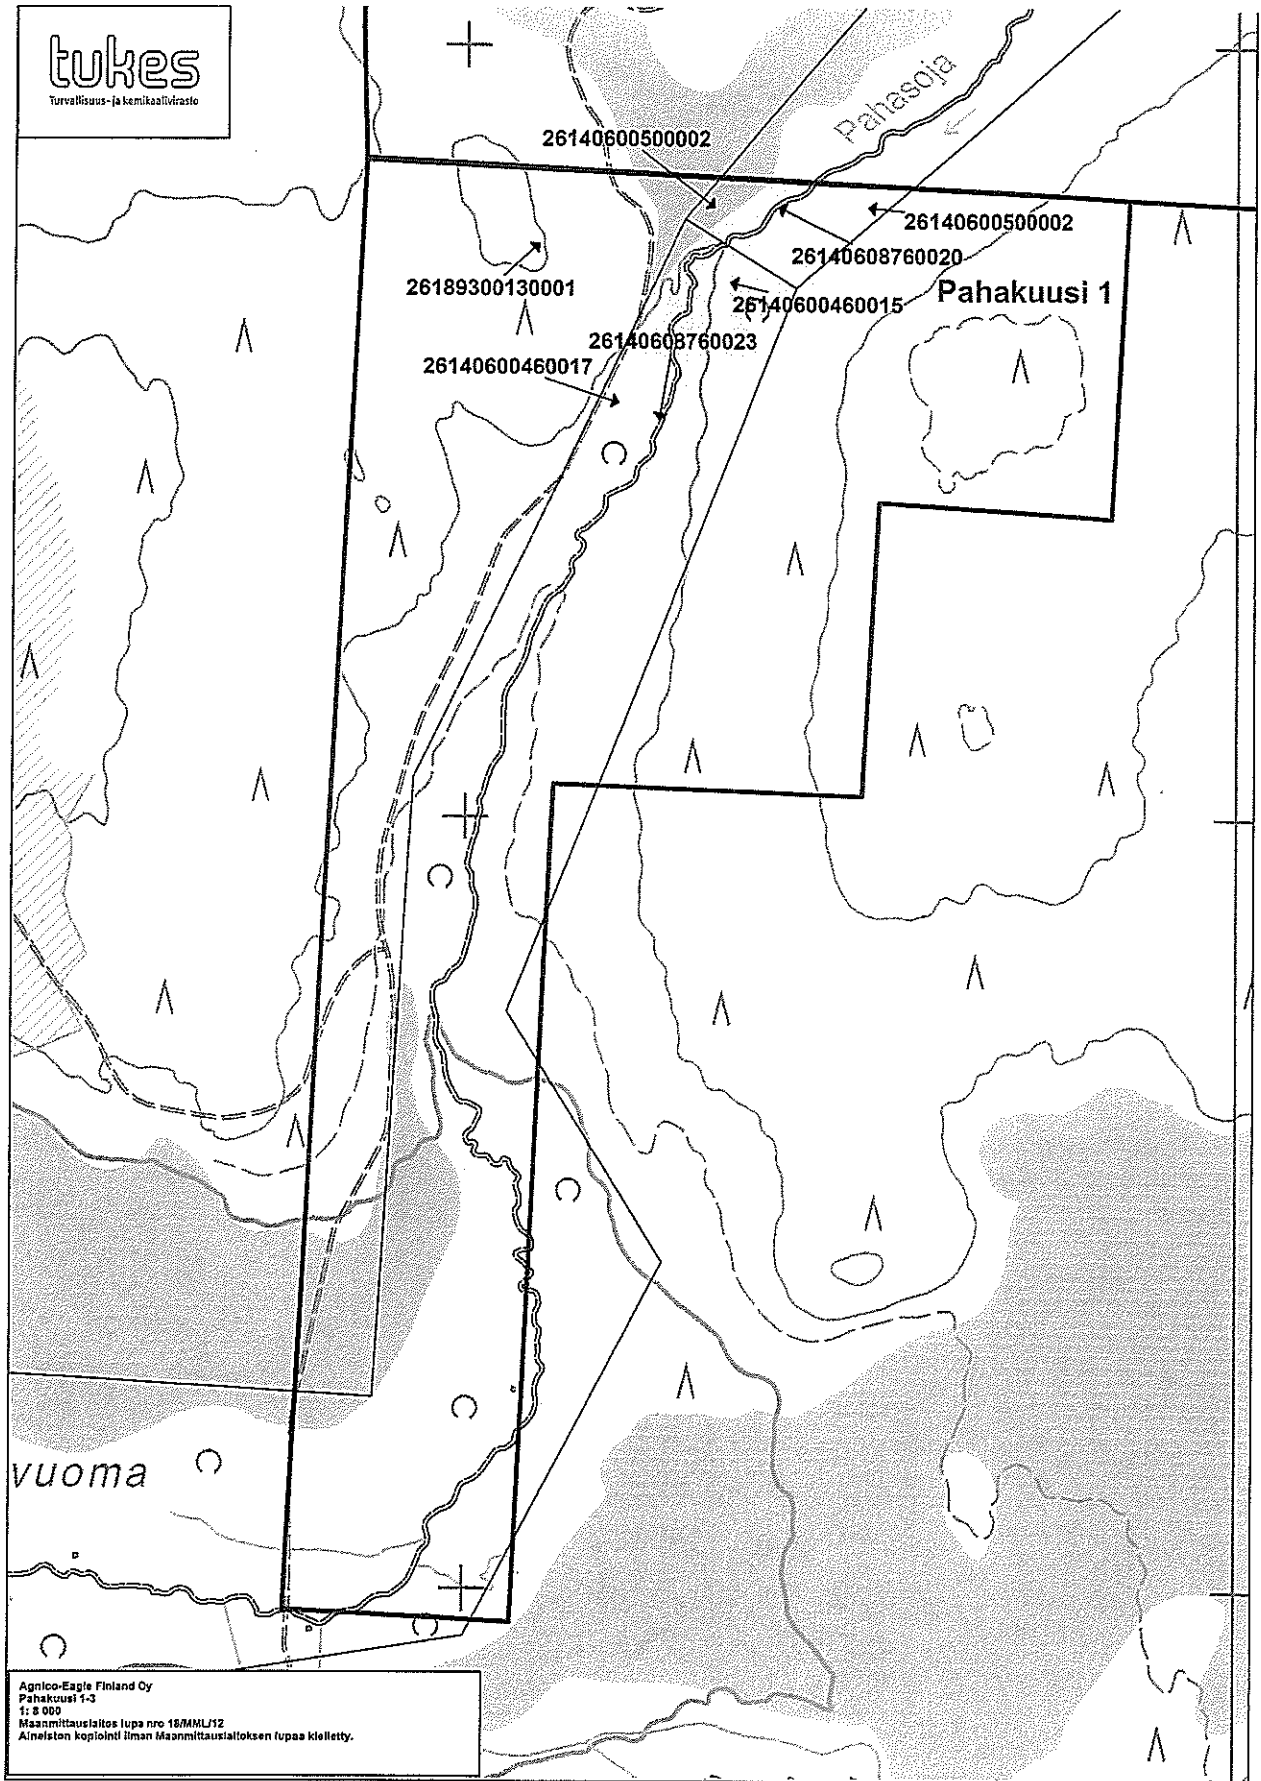 tukes
Turvallisuus- ja kemikaalivirasto
Pahasoja
26140600500002
26140600500002
26140608760020
26189300130001
26140600460015
Pahakuusi 1
26140608760023
26140600460017
vuoma
Agnico-Eagle Finland Oy
Pahakuusi 1-3
1: 8 000
Maanmittauslaitos lupa nro 18/MML/12
Aineiston kopiointi ilman Maanmittauslaitoksen lupaa kielletty.